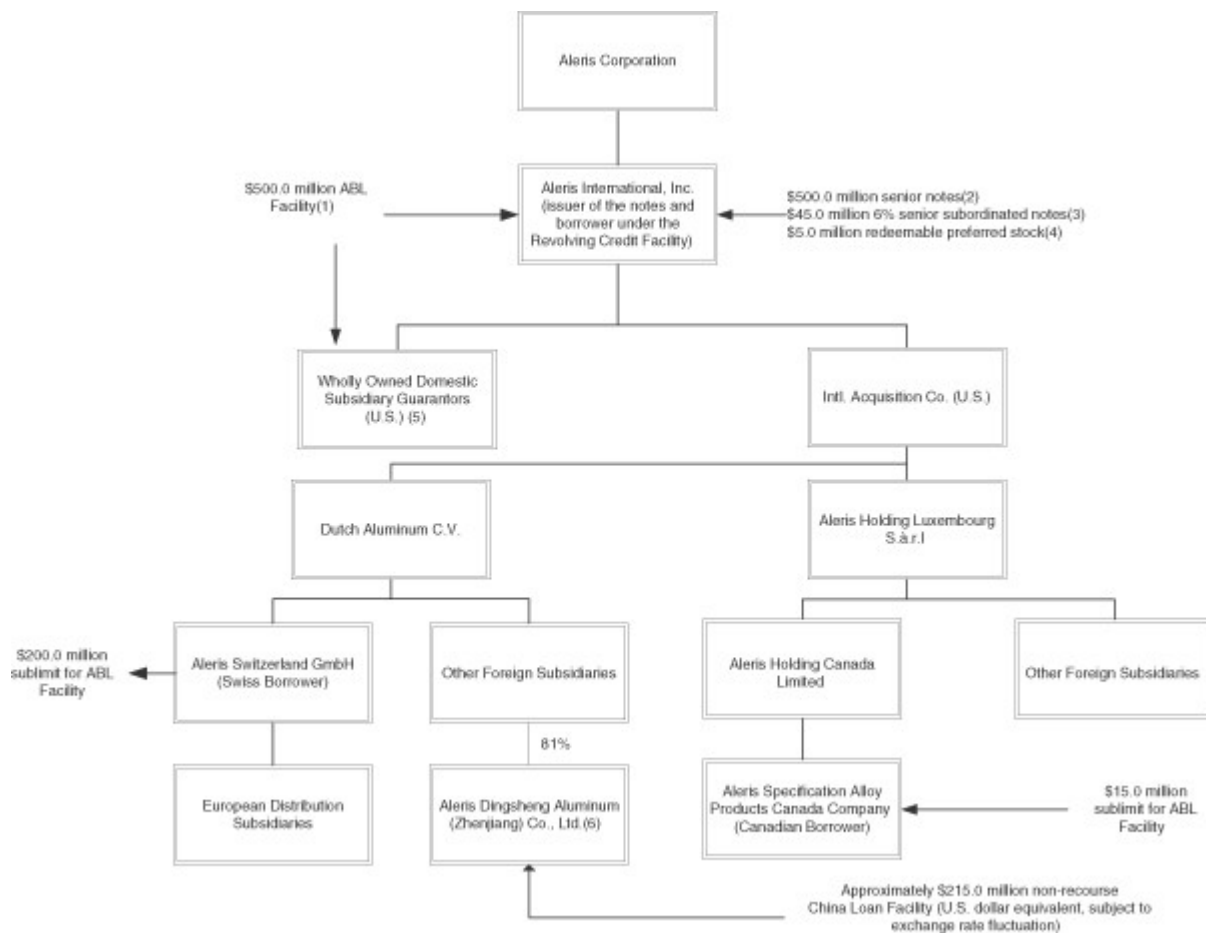 Aleris Corporation
$500.0 million ABL
Facility(1)
Aleris International, Inc.
(issuer of the notes and
borrower under the
Revolving Credit Facility)
$500.0 million senior notes(2)
$45.0 million 6% senior subordinated notes(3)
$5.0 million redeemable preferred stock(4)
Wholly Owned Domestic
Subsidiary Guarantors
(U.S.) (5)
Intl. Acquisition Co. (U.S.)
Dutch Aluminum C.V.
Aleris Holding Luxembourg
S.à.r.l
$200.0 million
sublimit for ABL
Facility
Aleris Switzerland GmbH
(Swiss Borrower)
Other Foreign Subsidiaries
Aleris Holding Canada
Limited
Other Foreign Subsidiaries
81%
European Distribution
Subsidiaries
Aleris Dingsheng Aluminum
(Zhenjiang) Co., Ltd.(6)
Aleris Specification Alloy
Products Canada Company
(Canadian Borrower)
$15.0 million
sublimit for ABL
Facility
Approximately $215.0 million non-recourse
China Loan Facility (U.S. dollar equivalent, subject to
exchange rate fluctuation)